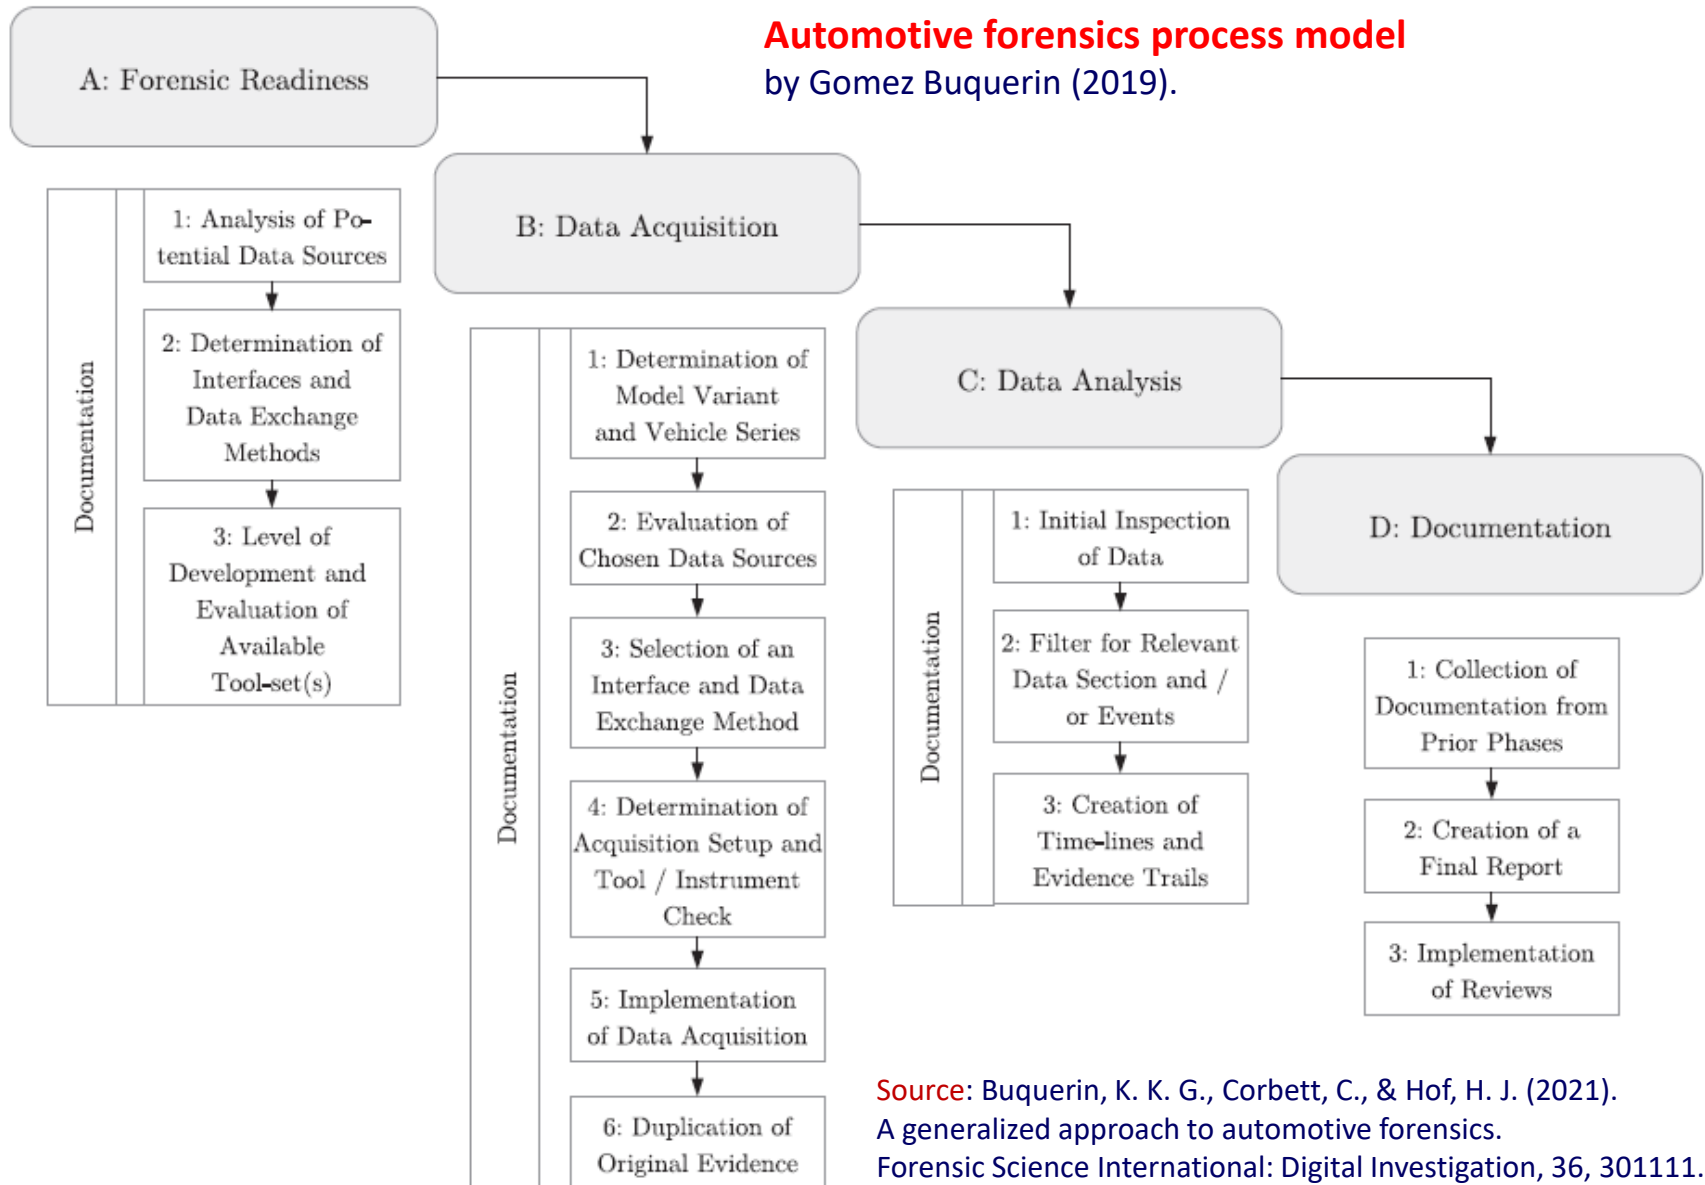 Automotive forensics process model
by Gomez Buquerin (2019).
A: Forensic Readiness
Documentation
1: Analysis of Po-
tential Data Sources
2: Determination of
Interfaces and
Data Exchange
Methods
3: Level of
Development and
Evaluation of
Available
Tool-set(s)
B: Data Acquisition
Documentation
1: Determination of
Model Variant
and Vehicle Series
2: Evaluation of
Chosen Data Sources
3: Selection of an
Interface and Data
Exchange Method
4: Determination of
Acquisition Setup and
Tool / Instrument
Check
5: Implementation
of Data Acquisition
6: Duplication of
Original Evidence
C: Data Analysis
Documentation
1: Initial Inspection
of Data
2: Filter for Relevant
Data Section and /
or Events
3: Creation of
Time-lines and
Evidence Trails
D: Documentation
1: Collection of
Documentation from
Prior Phases
2: Creation of a
Final Report
3: Implementation
of Reviews
Source: Buquerin, K. K. G., Corbett, C., & Hof, H. J. (2021).
A generalized approach to automotive forensics.
Forensic Science International: Digital Investigation, 36, 301111.